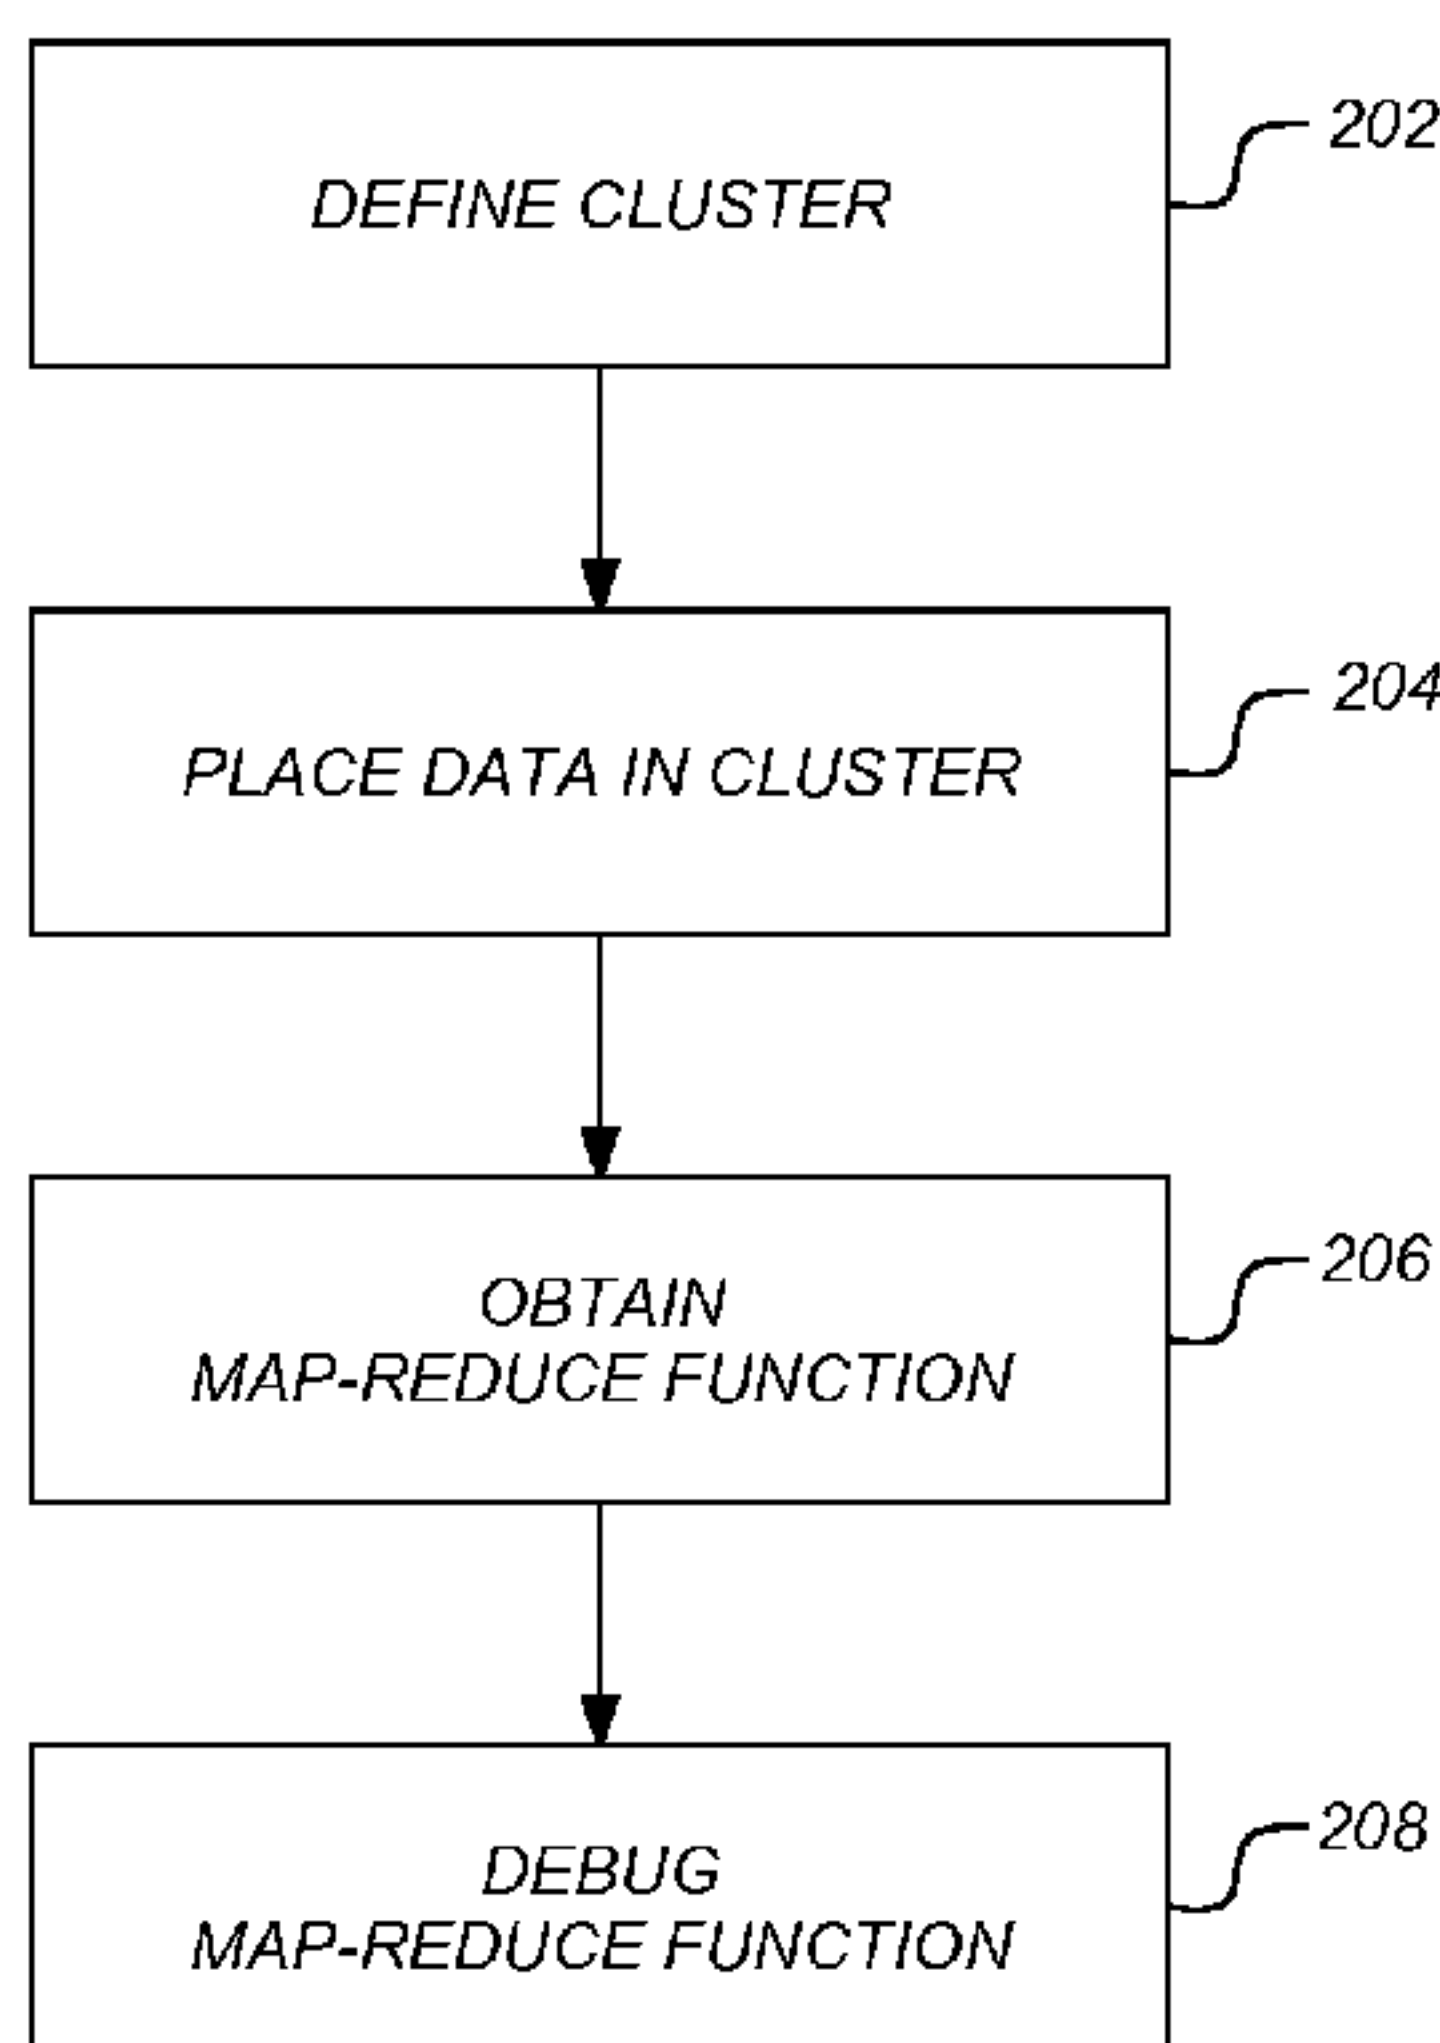 DEFINE CLUSTER
202
PLACE DATA IN CLUSTER
204
OBTAIN
MAP-REDUCE FUNCTION
206
DEBUG
MAP-REDUCE FUNCTION
208